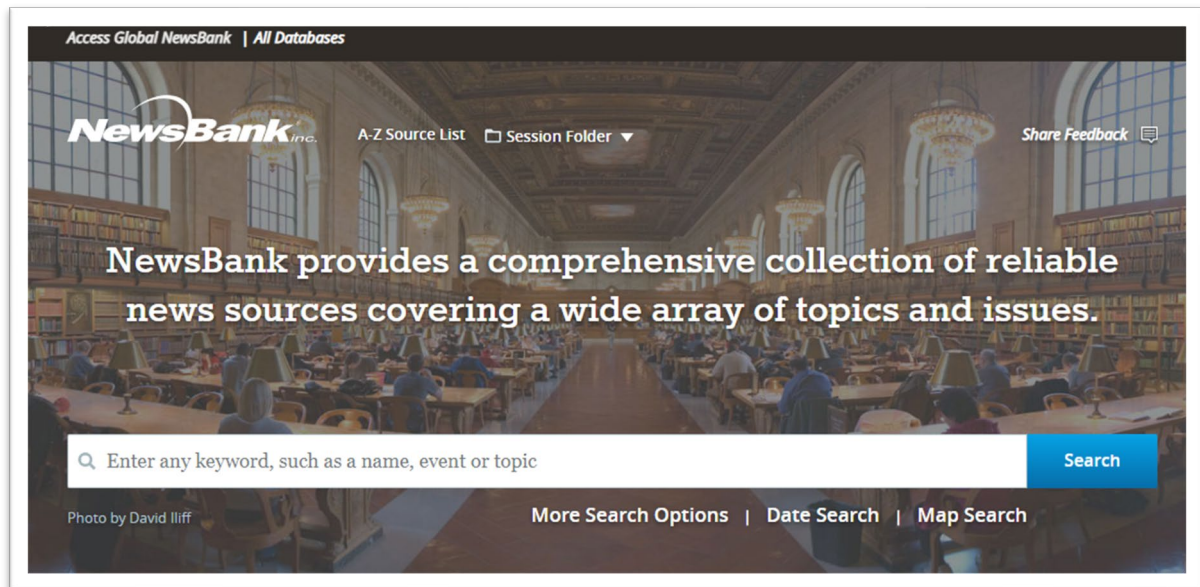 Access Global NewsBank | All Databases
NewsBank inc.
A-Z Source List Session Folder ▼
Share Feedback
NewsBank provides a comprehensive collection of reliable
news sources covering a wide array of topics and issues.
Enter any keyword, such as a name, event or topic
Search
Photo by David Iliff
More Search Options | Date Search | Map Search